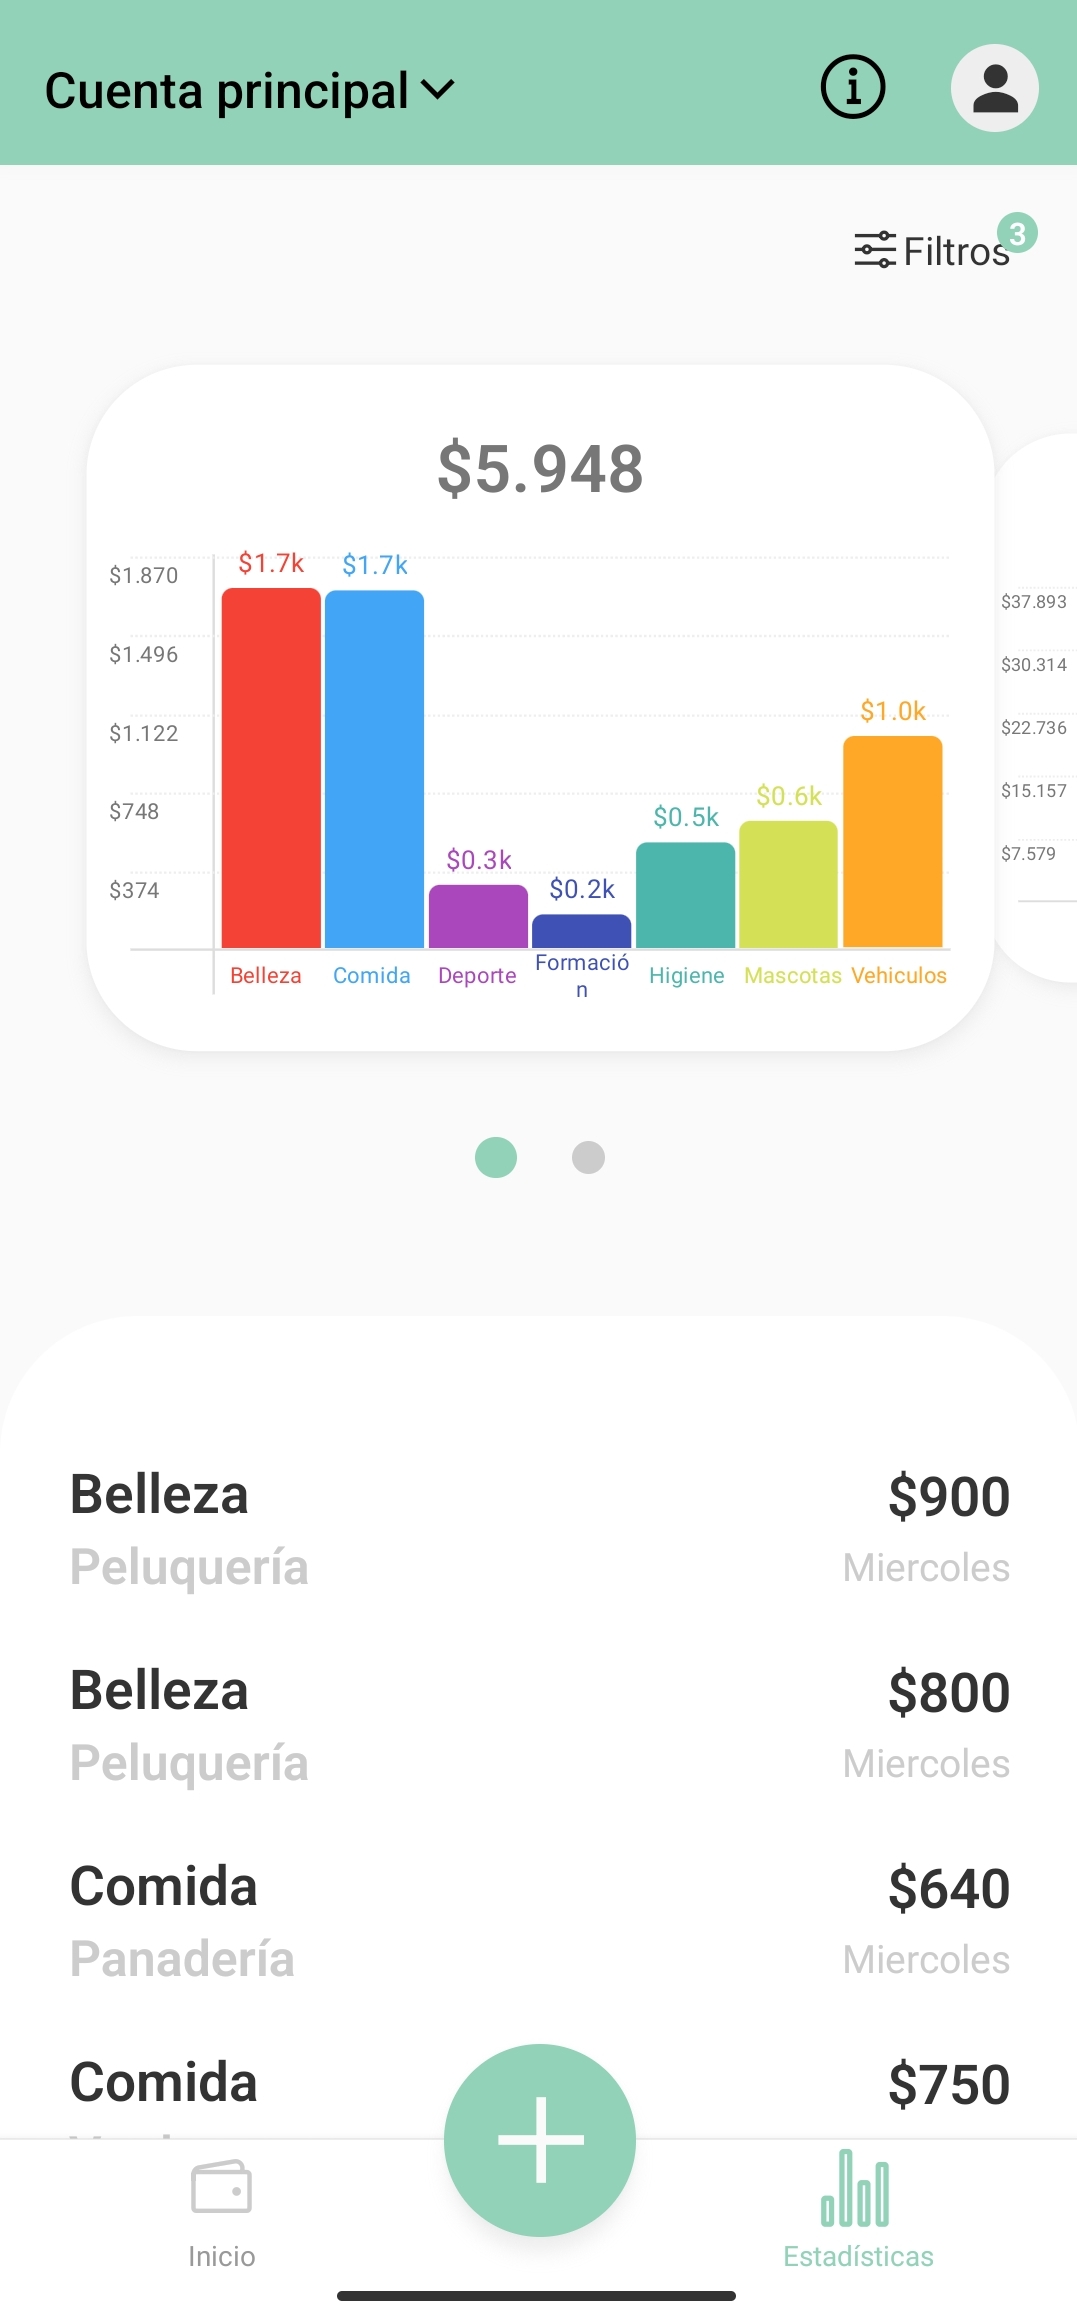 Cuenta principal
Filtros 3
$5.948
$1.7k $1.7k
$1.870
$37.893
$1.496
$30.314
$1.0k
$1.122
$22.736
$0.6k
$15.157
$748
$0.5k
$7.579
$0.3k
$374
$0.2k
Belleza Comida Deporte Formació
n Higiene Mascotas Vehiculos
Belleza $900
Peluquería Miercoles
Belleza $800
Peluquería Miercoles
Comida $640
Panadería Miercoles
Comida $750
Inicio Estadísticas